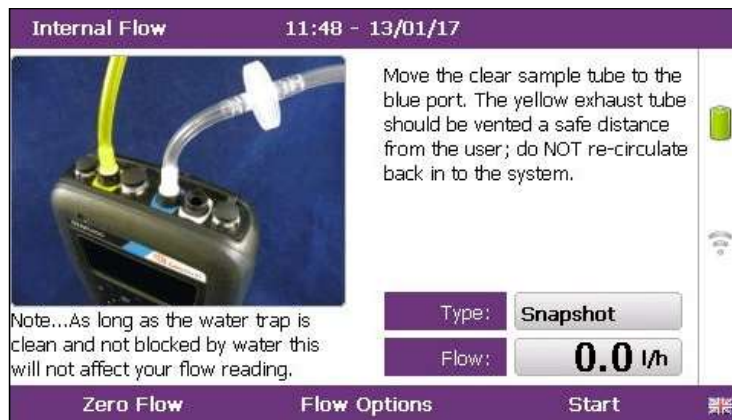 Internal Flow
11:48 - 13/01/17
Move the clear sample tube to the
blue port. The yellow exhaust tube
should be vented a safe distance
from the user; do NOT re-circulate
back in to the system.
Note...As long as the water trap is
clean and not blocked by water this
will not affect your flow reading.
Type:
Snapshot
Flow:
0.0 l/h
Zero Flow
Flow Options
Start